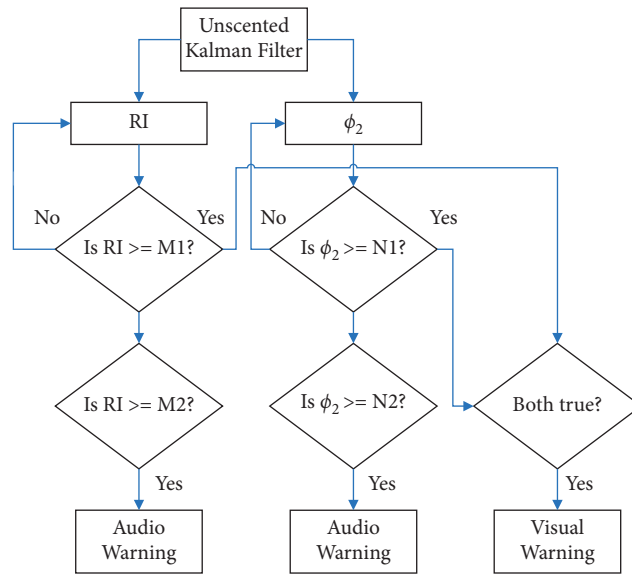 Unscented
Kalman Filter
RI
ϕ₂
No
Yes
No
Yes
Is RI >= M1?
Is ϕ₂ >= N1?
Is RI >= M2?
Is ϕ₂ >= N2?
Both true?
Yes
Yes
Yes
Audio
Warning
Audio
Warning
Visual
Warning